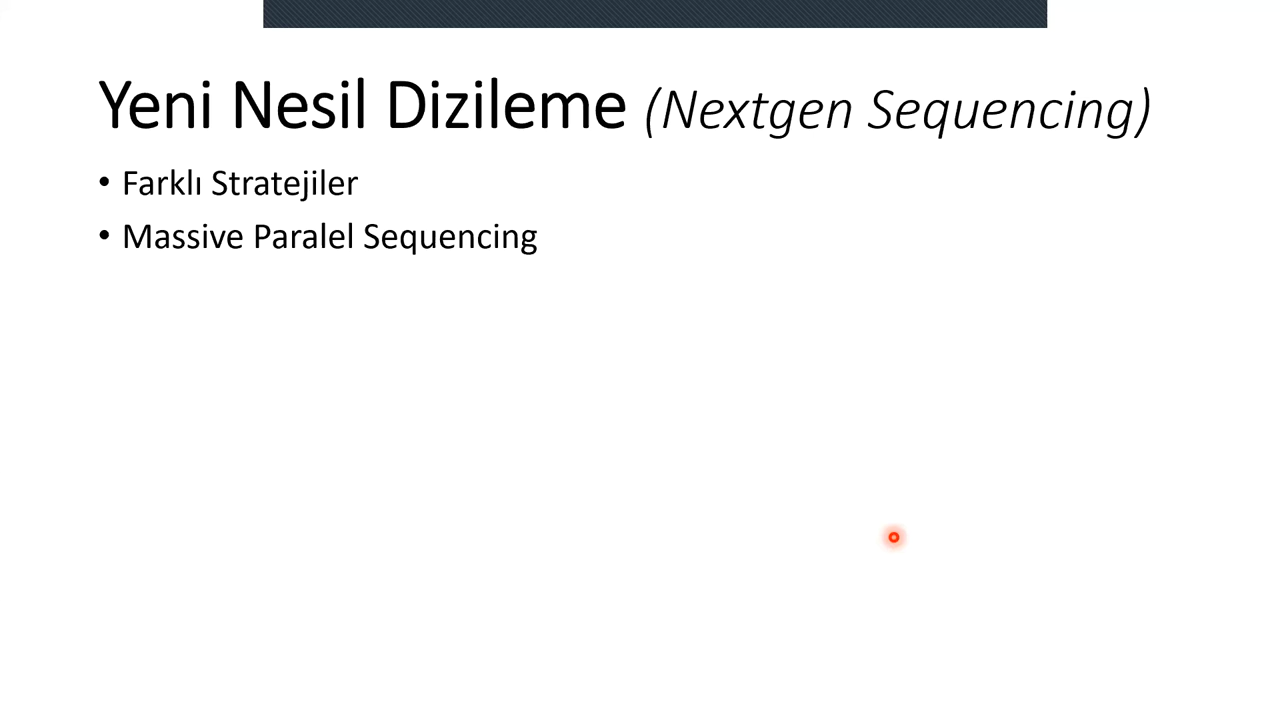 Yeni Nesil Dizileme (Nextgen Sequencing)
• Farklı Stratejiler
• Massive Paralel Sequencing